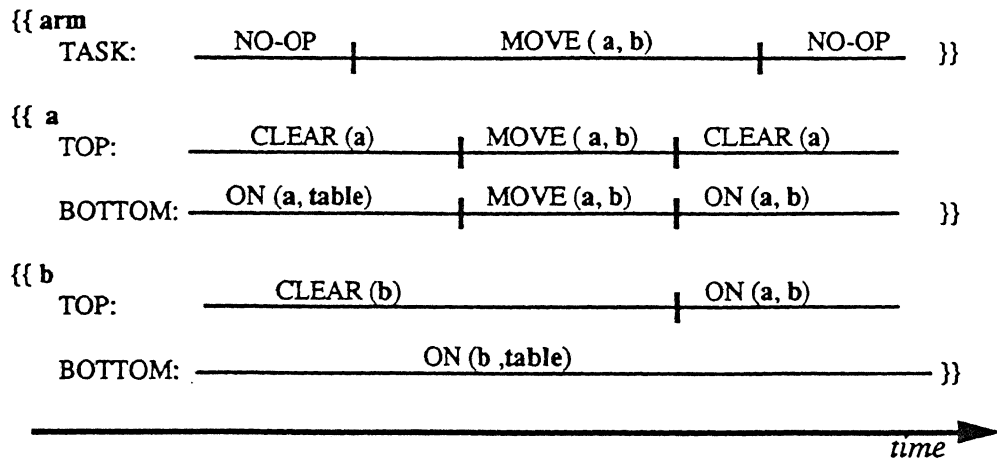 {{ arm
NO-OP MOVE ( a, b) NO-OP
TASK: }}
{{ a
CLEAR (a) MOVE ( a, b) CLEAR (a)
TOP:
ON (a, table) MOVE (a, b) ON (a, b)
BOTTOM: }}
{{ b
CLEAR (b) ON (a, b)
TOP:
ON (b ,table)
BOTTOM: }}
time